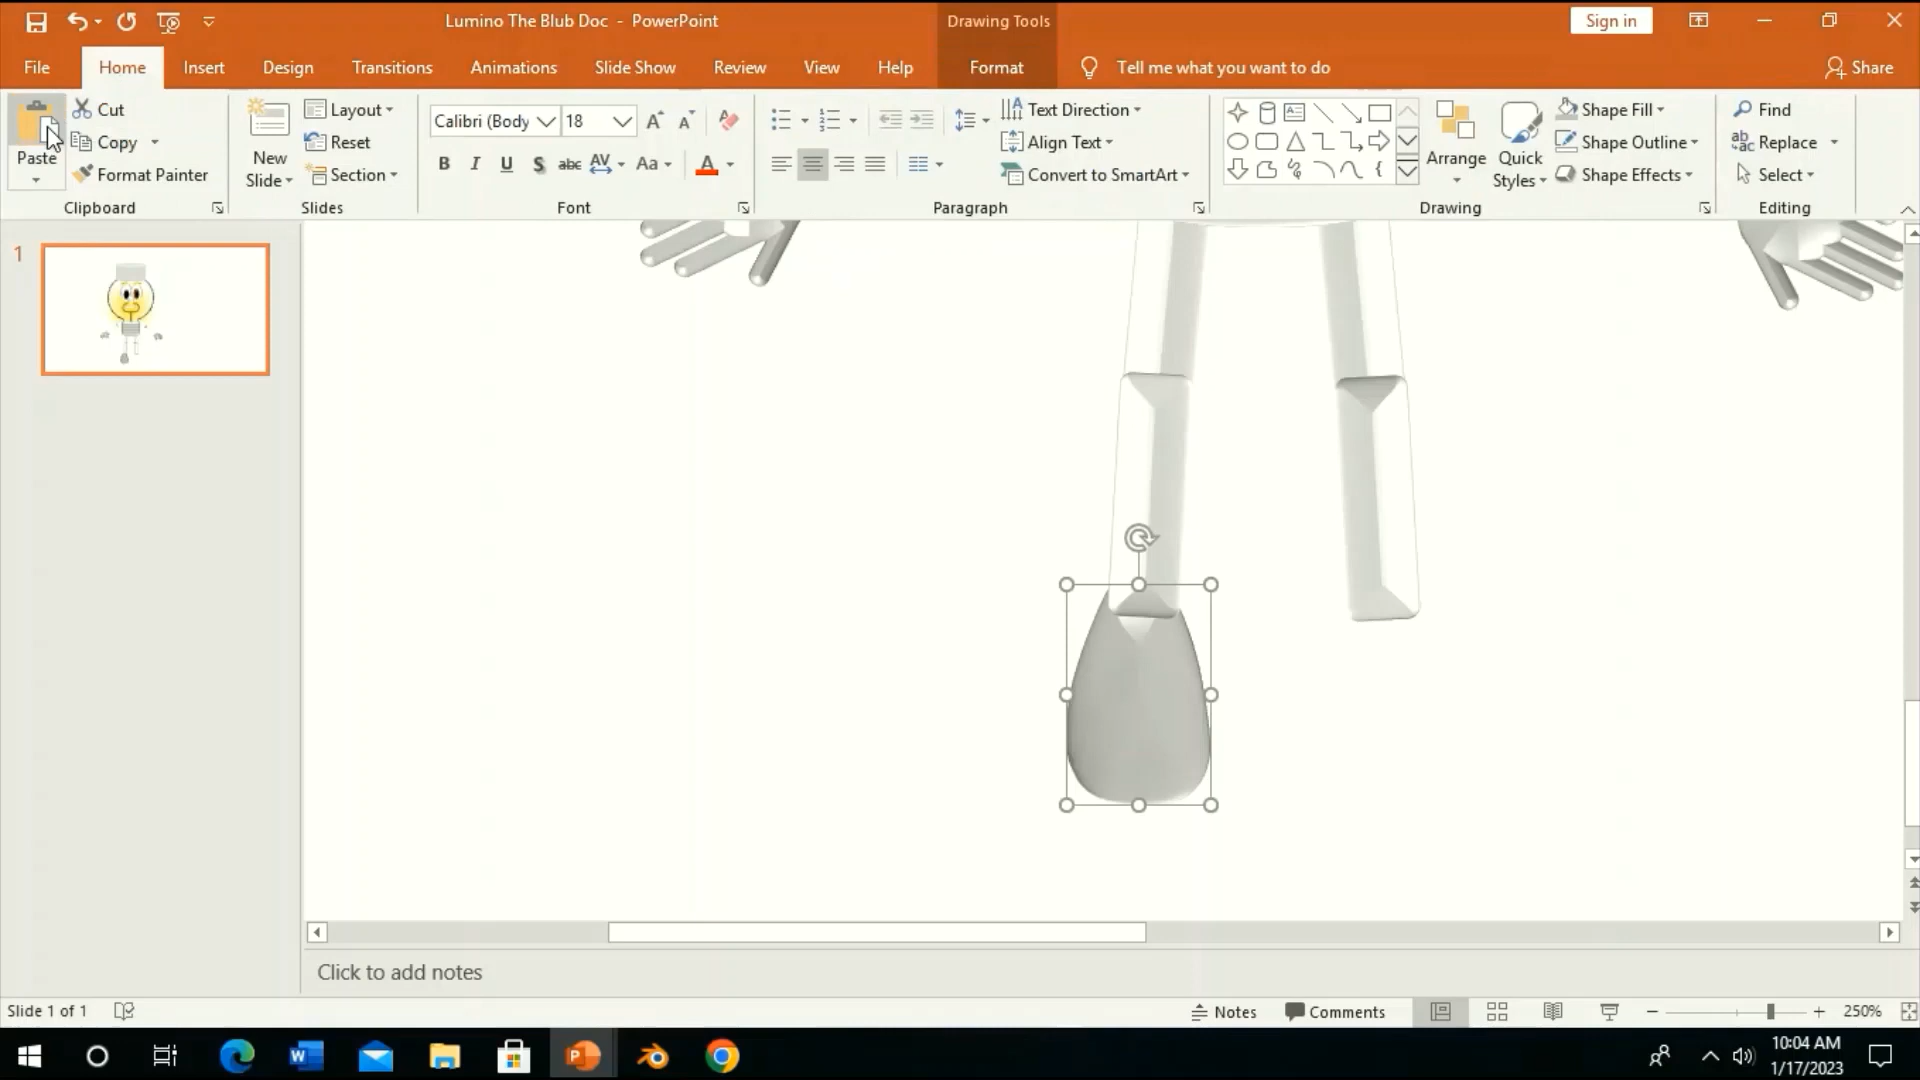 Lumino The Blub Doc - PowerPoint
Drawing Tools
Sign in
File
Home
Insert
Design
Transitions
Animations
Slide Show
Review
View
Help
Format
Tell me what you want to do
Share
Paste
Cut
Copy
Format Painter
Clipboard
New Slide
Layout
Reset
Section
Slides
Calibri (Body
18
B I U S abc AV Aa A
Font
Text Direction
Align Text
Convert to SmartArt
Paragraph
Arrange
Quick Styles
Shape Fill
Shape Outline
Shape Effects
Drawing
Find
Replace
Select
Editing
1
Click to add notes
Slide 1 of 1
Notes
Comments
250%
10:04 AM
1/17/2023